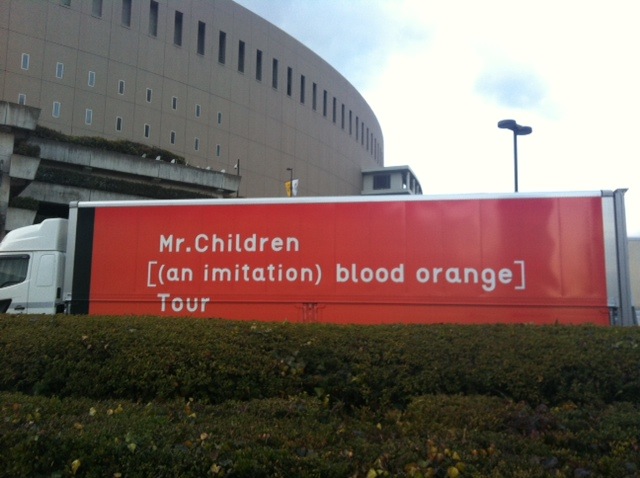 Mr.Children
[(an imitation) blood orange]
Tour